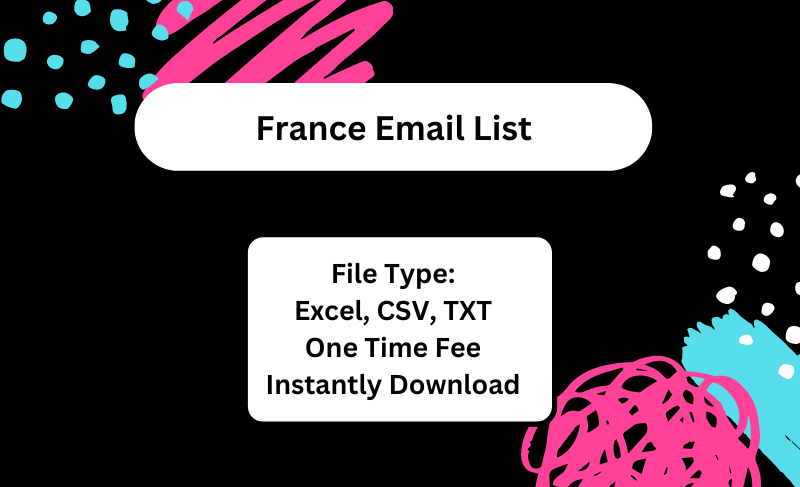 France Email List
File Type:
Excel, CSV, TXT
One Time Fee
Instantly Download